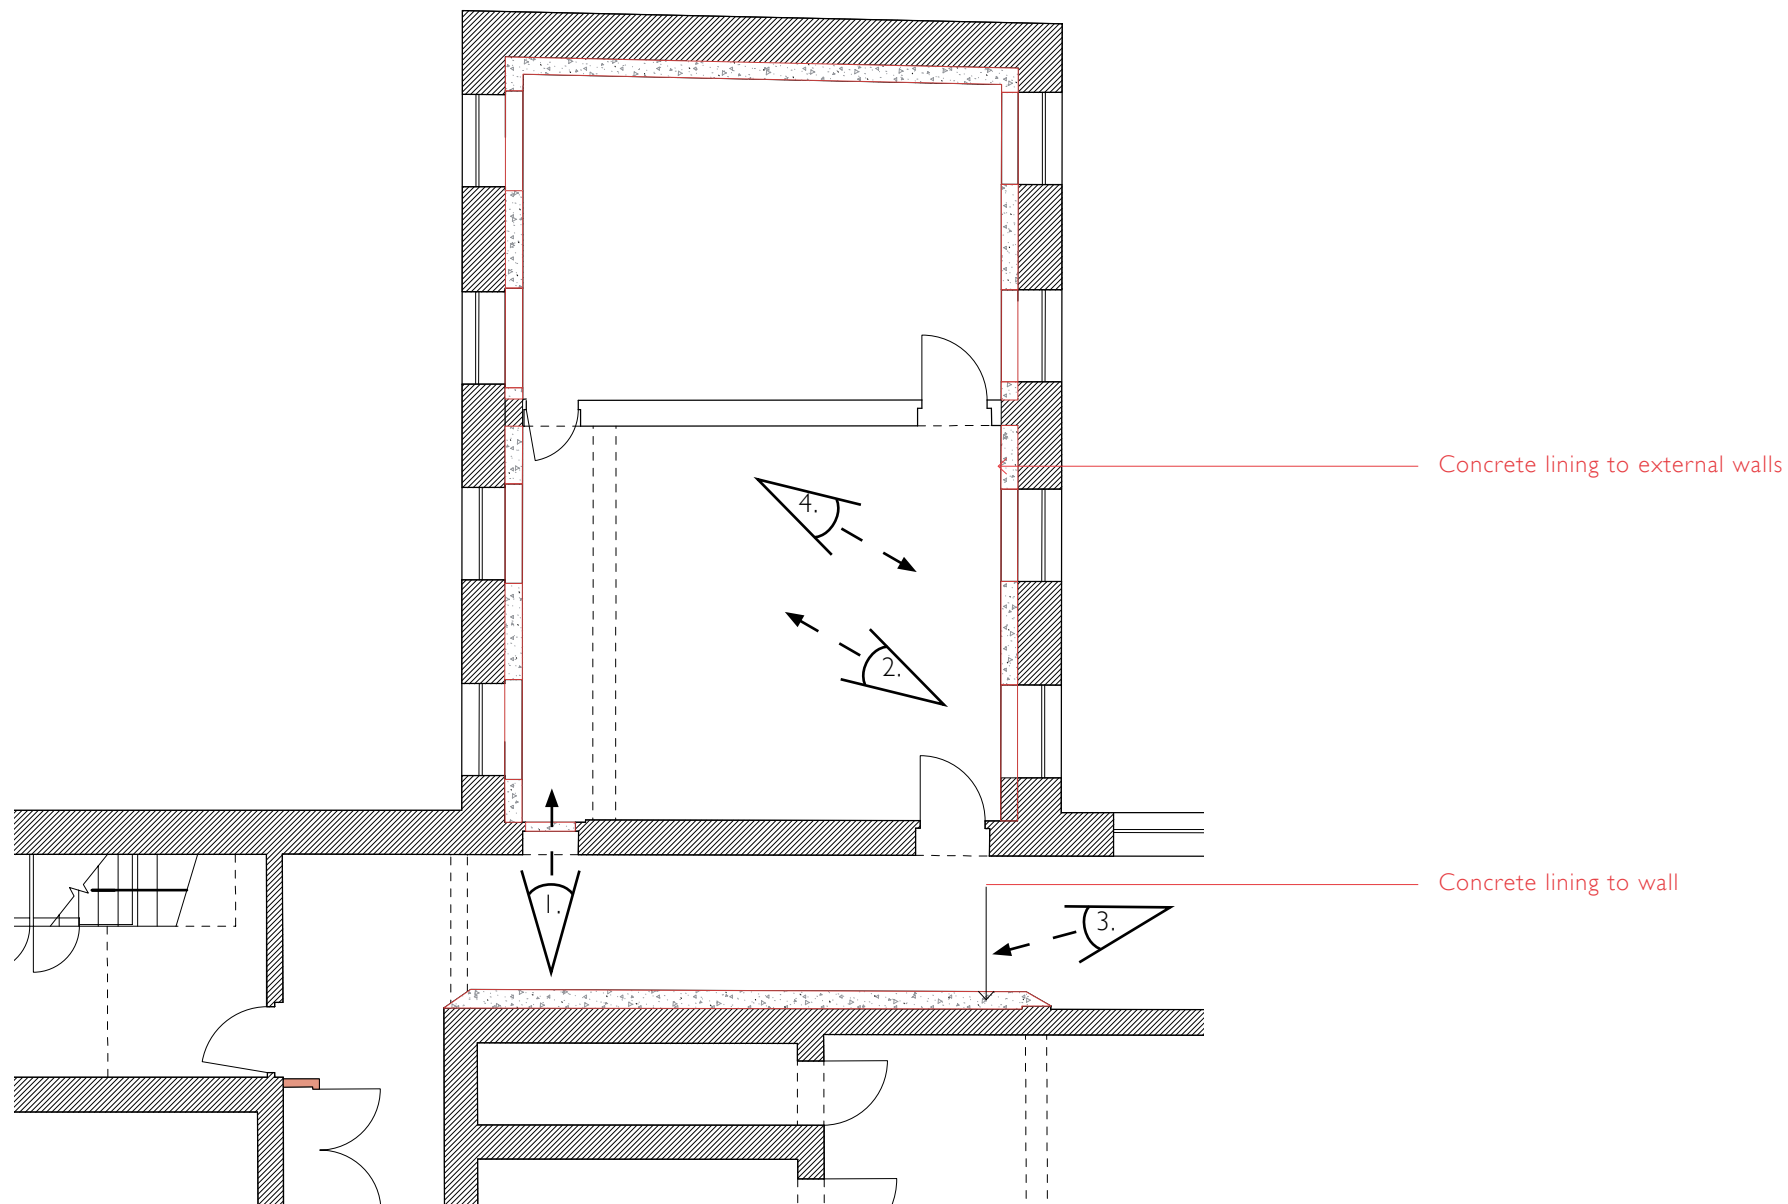 4.
Concrete lining to external walls
2.
Concrete lining to wall
1.
3.